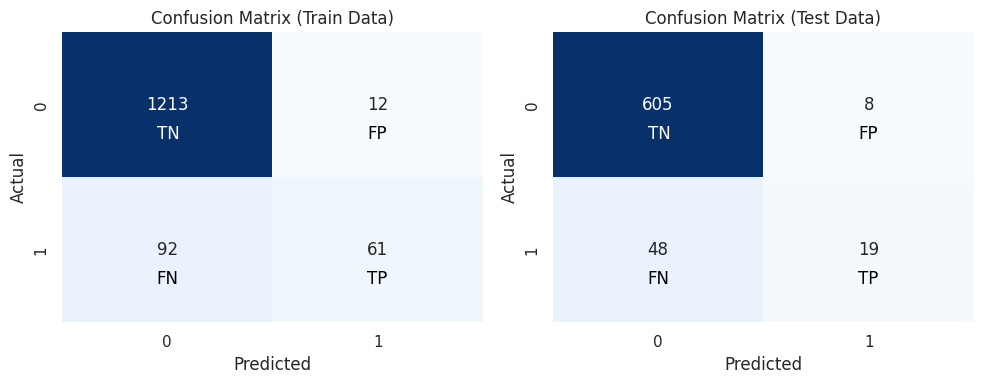 Confusion Matrix (Train Data)
Actual
0
1213
TN
12
FP
1
92
FN
61
TP
0
1
Predicted
Confusion Matrix (Test Data)
Actual
0
605
TN
8
FP
1
48
FN
19
TP
0
1
Predicted